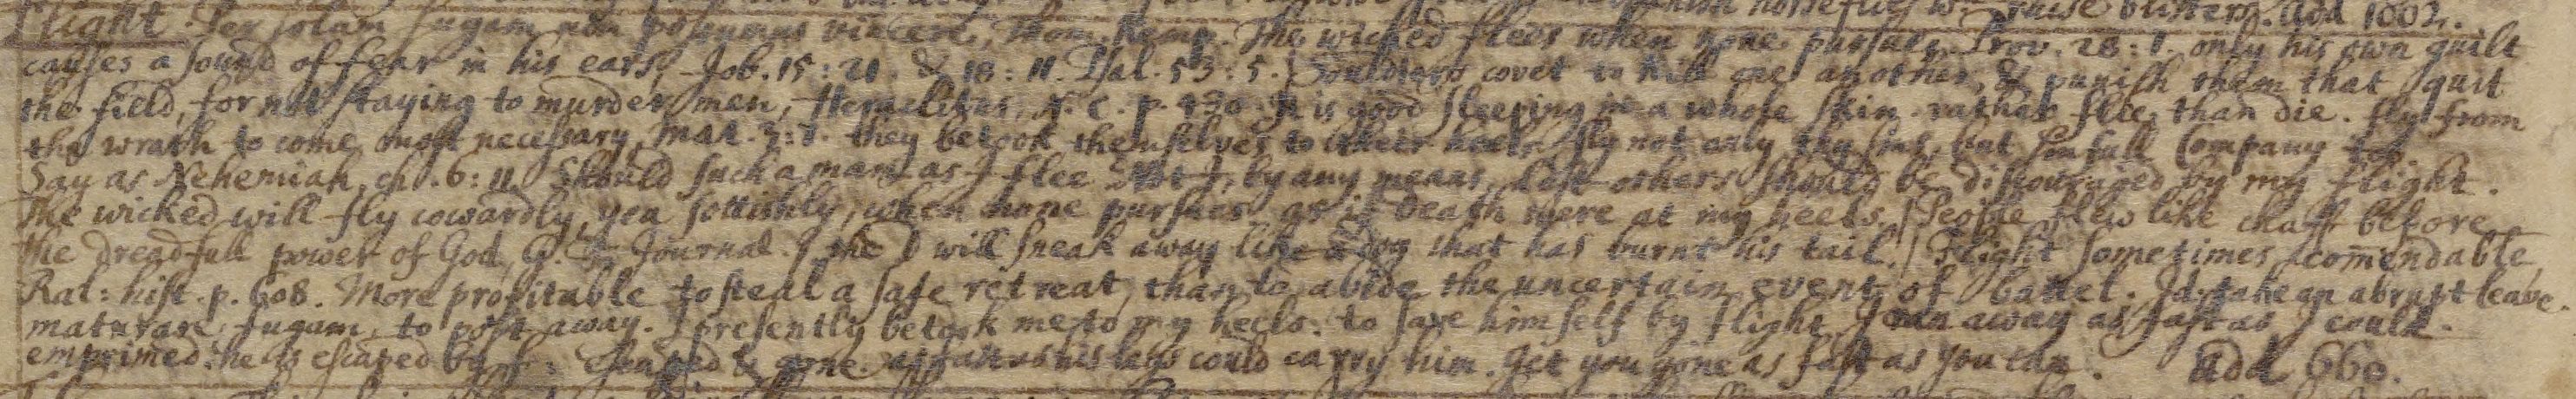 raise blisters. Add 1002.
Flight. Per solam fugam non possumus vincere, Thom. Kemp. The wicked flees when none pursues, Prov. 28:1. only his own guilt
causes a sound of fear in his ears, Job. 15:21. & 18:11. Psal. 53:5. Souldiers covet to kill one another, & punish them that quit
the field, for not staying to murder men, Heraclitus, N. C. p. 430. It is good sleeping in a whole skin. rather flie than die. fly from
the wrath to come most necessary, Mat. 3:7. they betook themselves to their heels. fly not only thy sins, but sinfull Company
Say as Nehemiah, ch. 6:11. Should such a man as I flee Not I, by any means, Lest others should be discouraged by my flight.
The wicked will fly cowardly, yea sottishly, when none pursues. as if death were at my heels. People flew like chaff before
the dreadfull power of God, G. F. Journal. the D will sneak away like a dog that has burnt his tail. Flight sometimes com̃endable,
Ral: hist. p. 608. More profitable to steal a safe retreat, than to abide the uncertain event of battel. Id. take an abrupt leave.
maturare fugam, to post away. I presently betook me to my heels. to save himself by flight. I ran away as fast as I could.
emprimed. he is escaped by f: Escaped & gone. as fast as his legs could carry him. get you gone as fast as you can. Add. 660.